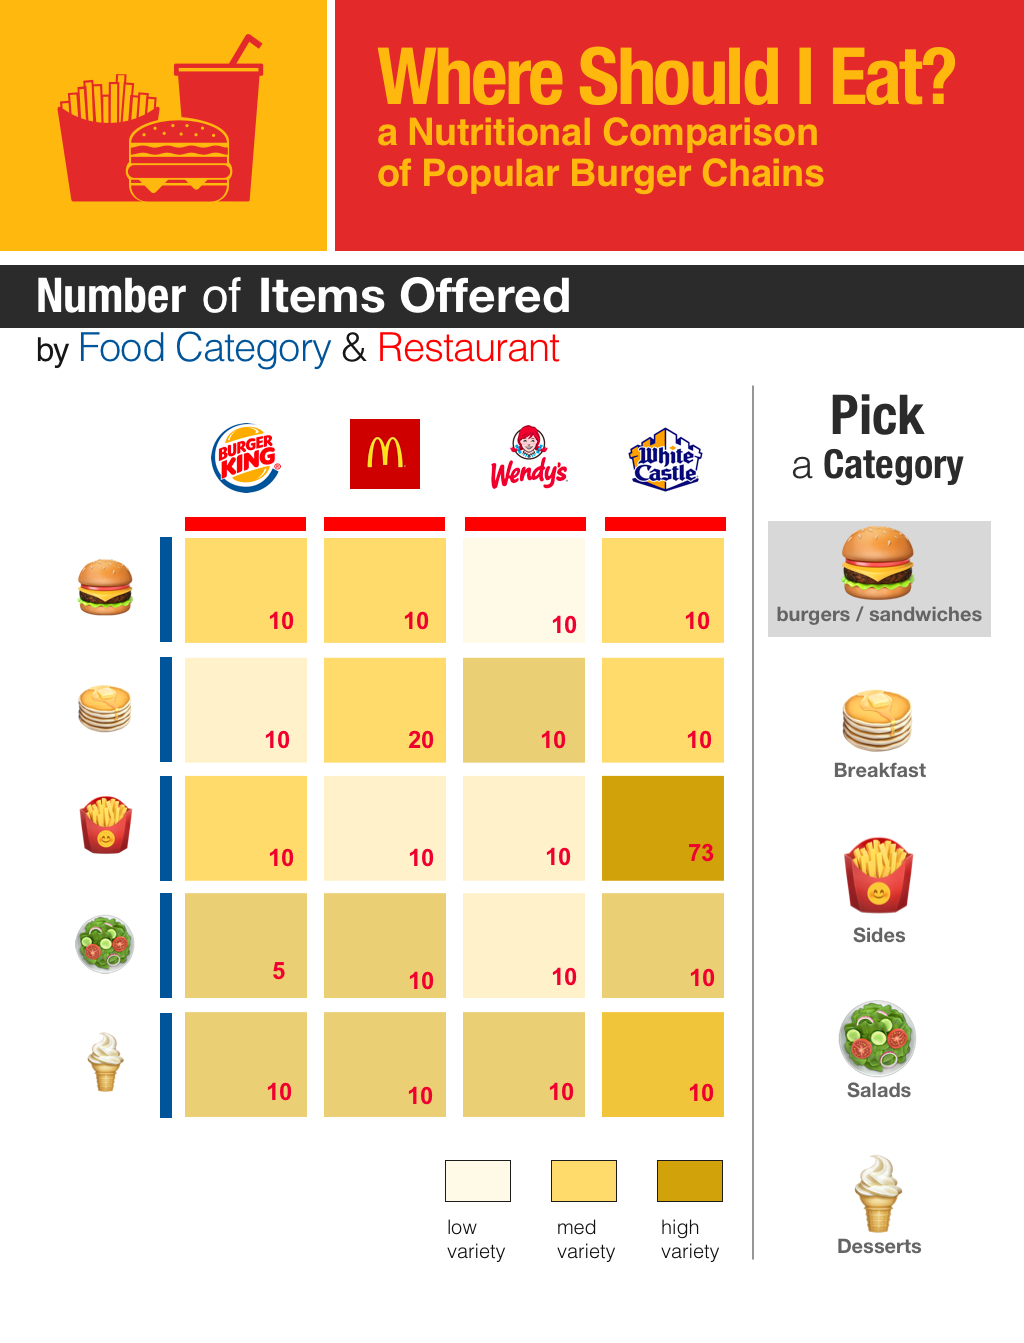 Where Should I Eat?
a Nutritional Comparison
of Popular Burger Chains
Number of Items Offered
by Food Category & Restaurant
BURGER
KING
®
Wendy's
White
Castle
10 10 10 10
10 20 10 10
10 10 10 73
5 10 10 10
10 10 10 10
low
variety
med
variety
high
variety
Pick
a Category
burgers / sandwiches
Breakfast
Sides
Salads
Desserts